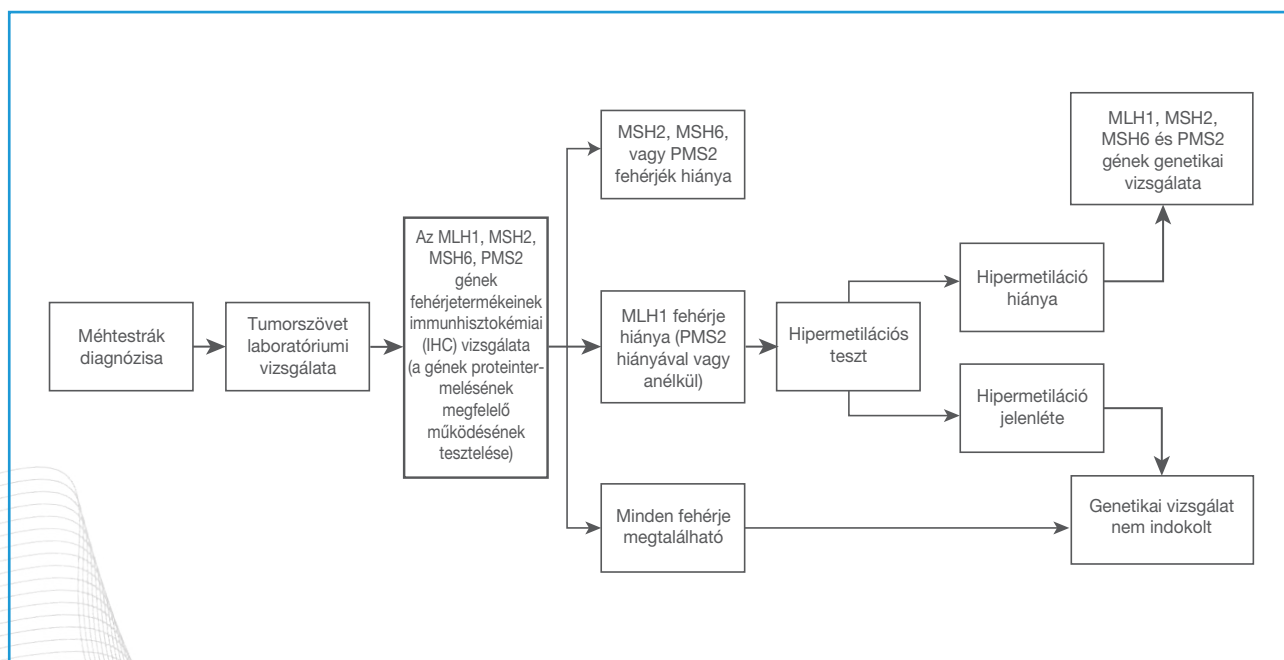 Méhtestrák
diagnózisa
Tumorszövet
laboratóriumi
vizsgálata
Az MLH1, MSH2,
MSH6, PMS2
gének
fehérjetermékeinek
immunhisztokémiai
(IHC) vizsgálata
(a gének proteinter-
melésének
megfelelő
működésének
tesztelése)
MSH2, MSH6,
vagy PMS2
fehérjék hiánya
MLH1 fehérje
hiánya (PMS2
hiányával vagy
anélkül)
Minden fehérje
megtalálható
Hipermetilációs
teszt
Hipermetiláció
hiánya
Hipermetiláció
jelenléte
MLH1, MSH2,
MSH6 és PMS2
gének genetikai
vizsgálata
Genetikai vizsgálat
nem indokolt